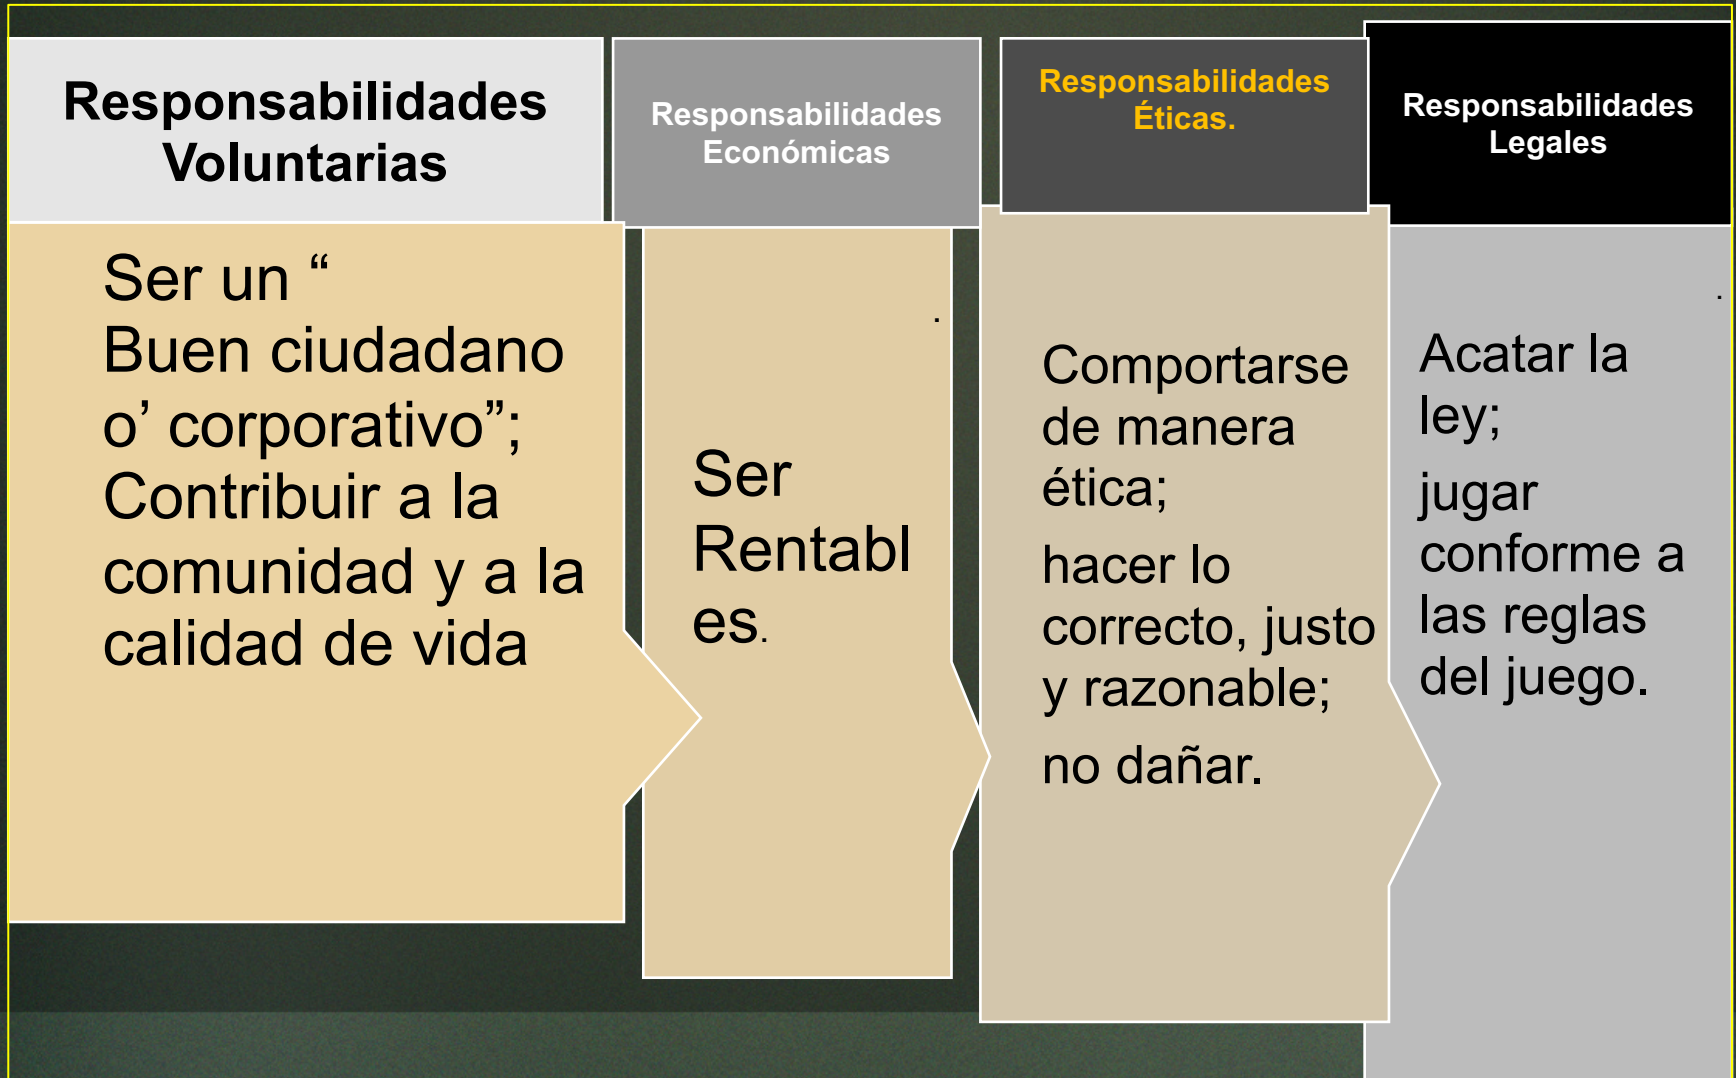 Responsabilidades
Voluntarias
Ser un “
Buen ciudadano
o’ corporativo”;
Contribuir a la
comunidad y a la
calidad de vida
Responsabilidades
Económicas
.
Ser
Rentabl
es.
Responsabilidades
Éticas.
Comportarse
de manera
ética;
hacer lo
correcto, justo
y razonable;
no dañar.
Responsabilidades
Legales
.
Acatar la
ley;
jugar
conforme a
las reglas
del juego.